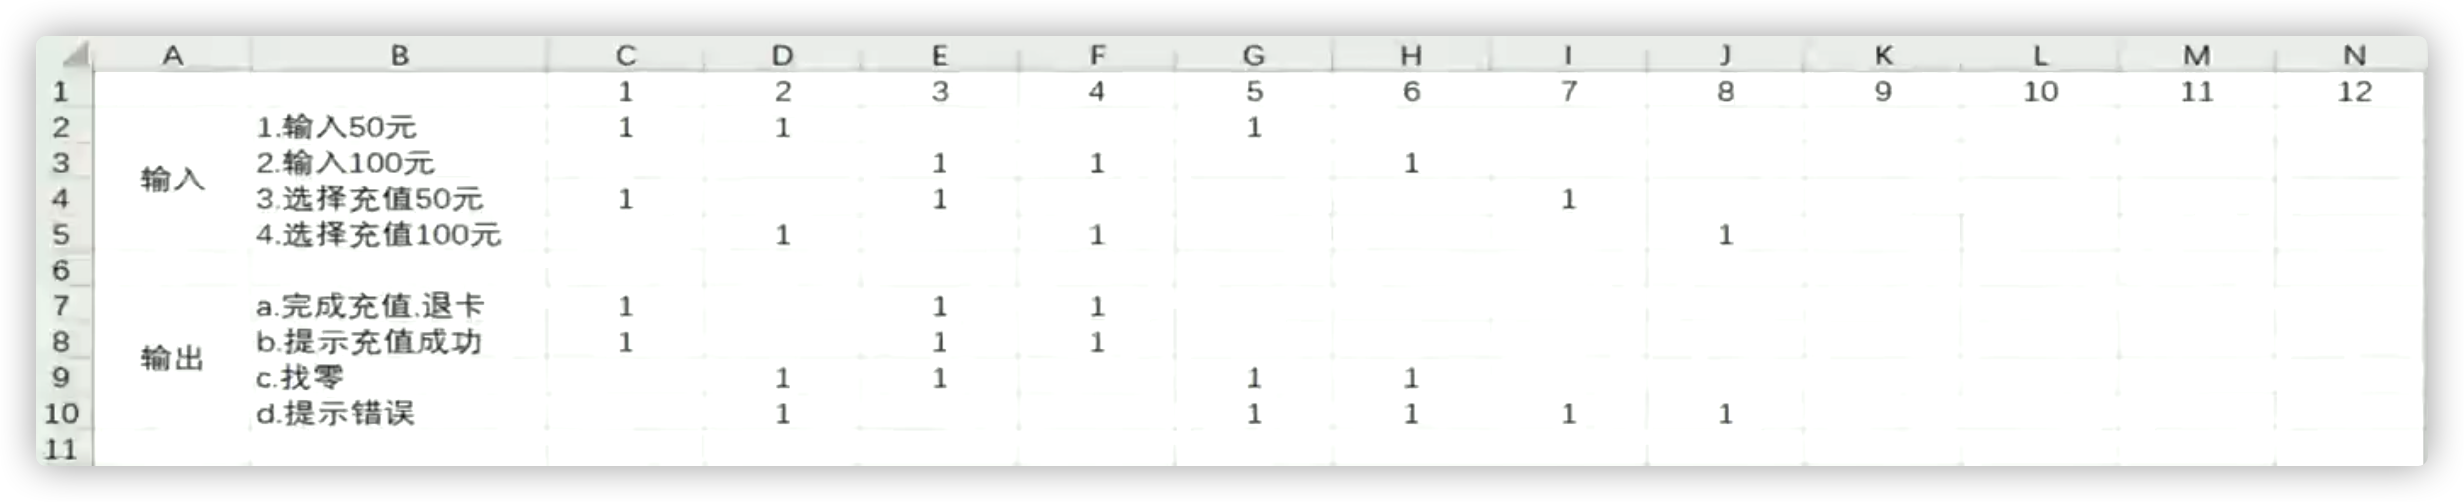 A B C D E F G H I J K L M N
1 1 2 3 4 5 6 7 8 9 10 11 12
2 1.输入50元 1 1 1
3 2.输入100元 1 1 1
输入
4 3.选择充值50元 1 1 1
5 4.选择充值100元 1 1 1
6
7 a.完成充值.退卡 1 1 1
8 b.提示充值成功 1 1 1
输出
9 c.找零 1 1 1 1
10 d.提示错误 1 1 1 1 1
11